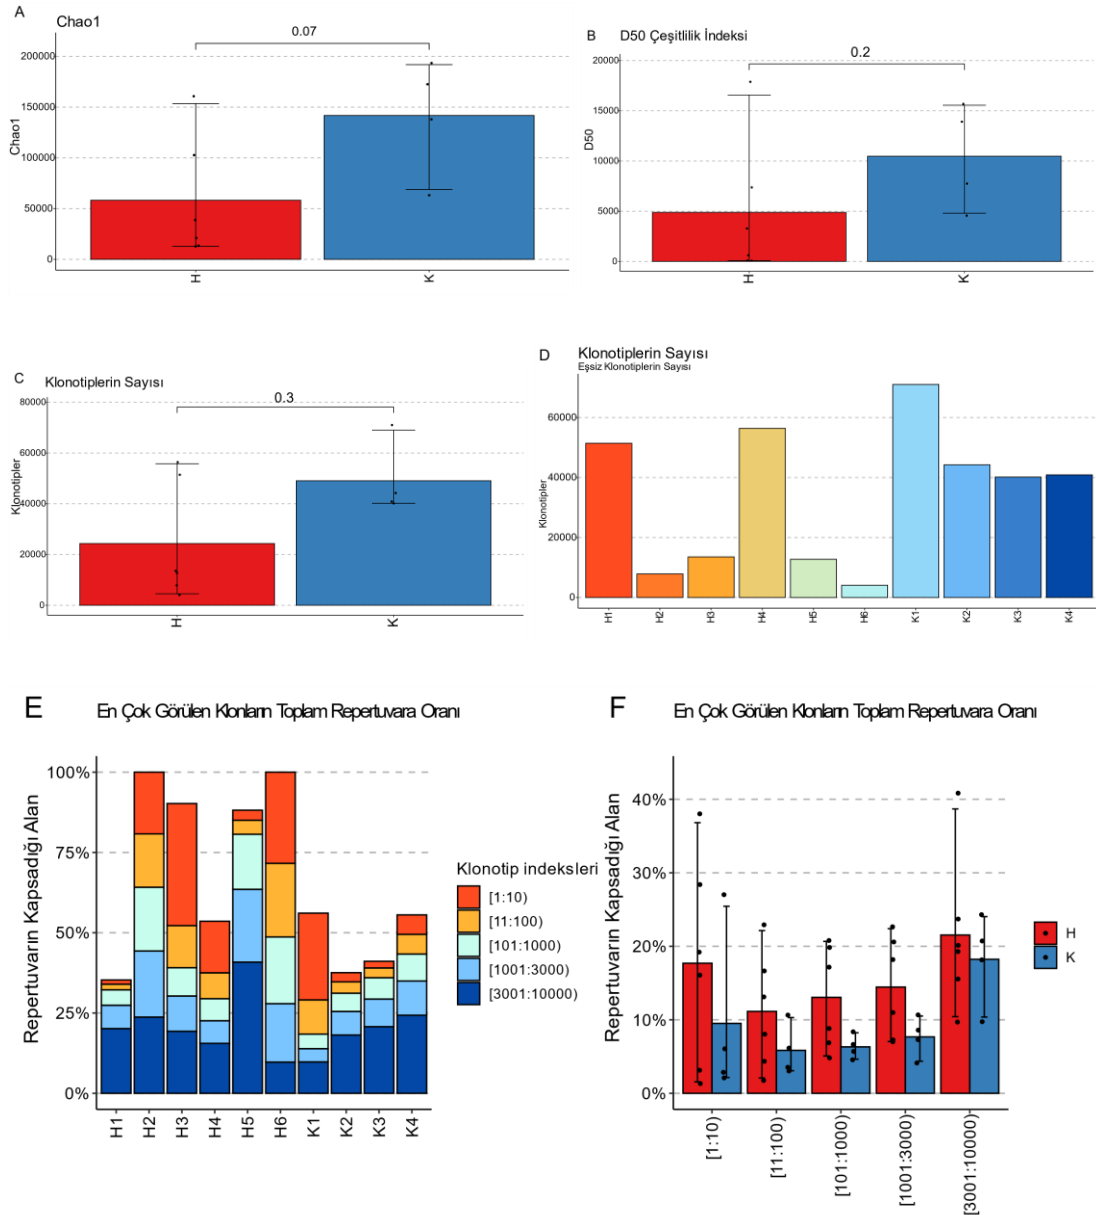 A
Chao1
0.07
200000
150000
100000
50000
0
Chao1
H
K
B
D50 Çeşitlilik İndeksi
0.2
20000
15000
10000
5000
0
D50
H
K
C
Klonotiplerin Sayısı
0.3
80000
60000
40000
20000
0
Klonotipler
H
K
D
Klonotiplerin Sayısı
Eşsiz Klonotiplerin Sayısı
60000
40000
20000
0
Klonotipler
H1
H2
H3
H4
H5
H6
K1
K2
K3
K4
E
En Çok Görülen Klonların Toplam Repertuvara Oranı
100%
75%
50%
25%
0%
Repertuvarın Kapsadığı Alan
H1
H2
H3
H4
H5
H6
K1
K2
K3
K4
Klonotip indeksleri
[1:10)
[11:100)
[101:1000)
[1001:3000)
[3001:10000)
F
En Çok Görülen Klonların Toplam Repertuvara Oranı
40%
30%
20%
10%
0%
Repertuvarın Kapsadığı Alan
[1:10)
[11:100)
[101:1000)
[1001:3000)
[3001:10000)
H
K